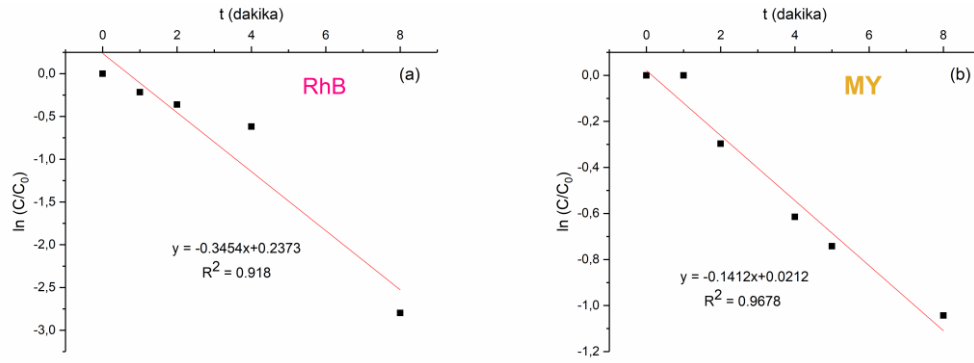 t (dakika)
0 2 4 6 8
(a)
RhB
0,0
-0,5
-1,0
-1,5
-2,0
-2,5
-3,0
ln (C/C₀)
y = -0.3454x+0.2373
R² = 0.918
t (dakika)
0 2 4 6 8
(b)
MY
0,0
-0,2
-0,4
-0,6
-0,8
-1,0
-1,2
ln (C/C₀)
y = -0.1412x+0.0212
R² = 0.9678